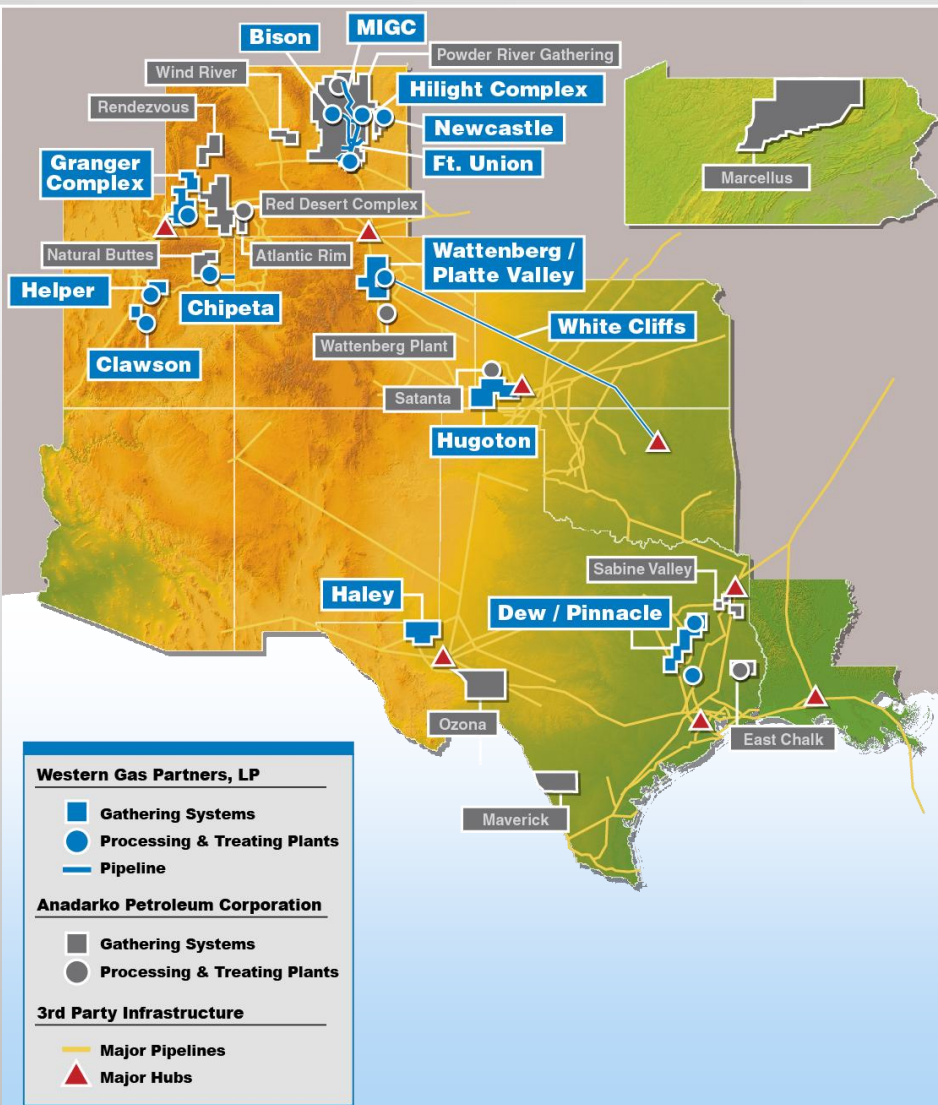 Bison
MIGC
Powder River Gathering
Wind River
Hilight Complex
Rendezvous
Newcastle
Ft. Union
Granger
Complex
Marcellus
Red Desert Complex
Natural Buttes
Atlantic Rim
Wattenberg /
Platte Valley
Helper
Chipeta
White Cliffs
Wattenberg Plant
Clawson
Satanta
Hugoton
Sabine Valley
Haley
Dew / Pinnacle
Ozona
East Chalk
Maverick
Western Gas Partners, LP
Gathering Systems
Processing & Treating Plants
Pipeline
Anadarko Petroleum Corporation
Gathering Systems
Processing & Treating Plants
3rd Party Infrastructure
Major Pipelines
Major Hubs